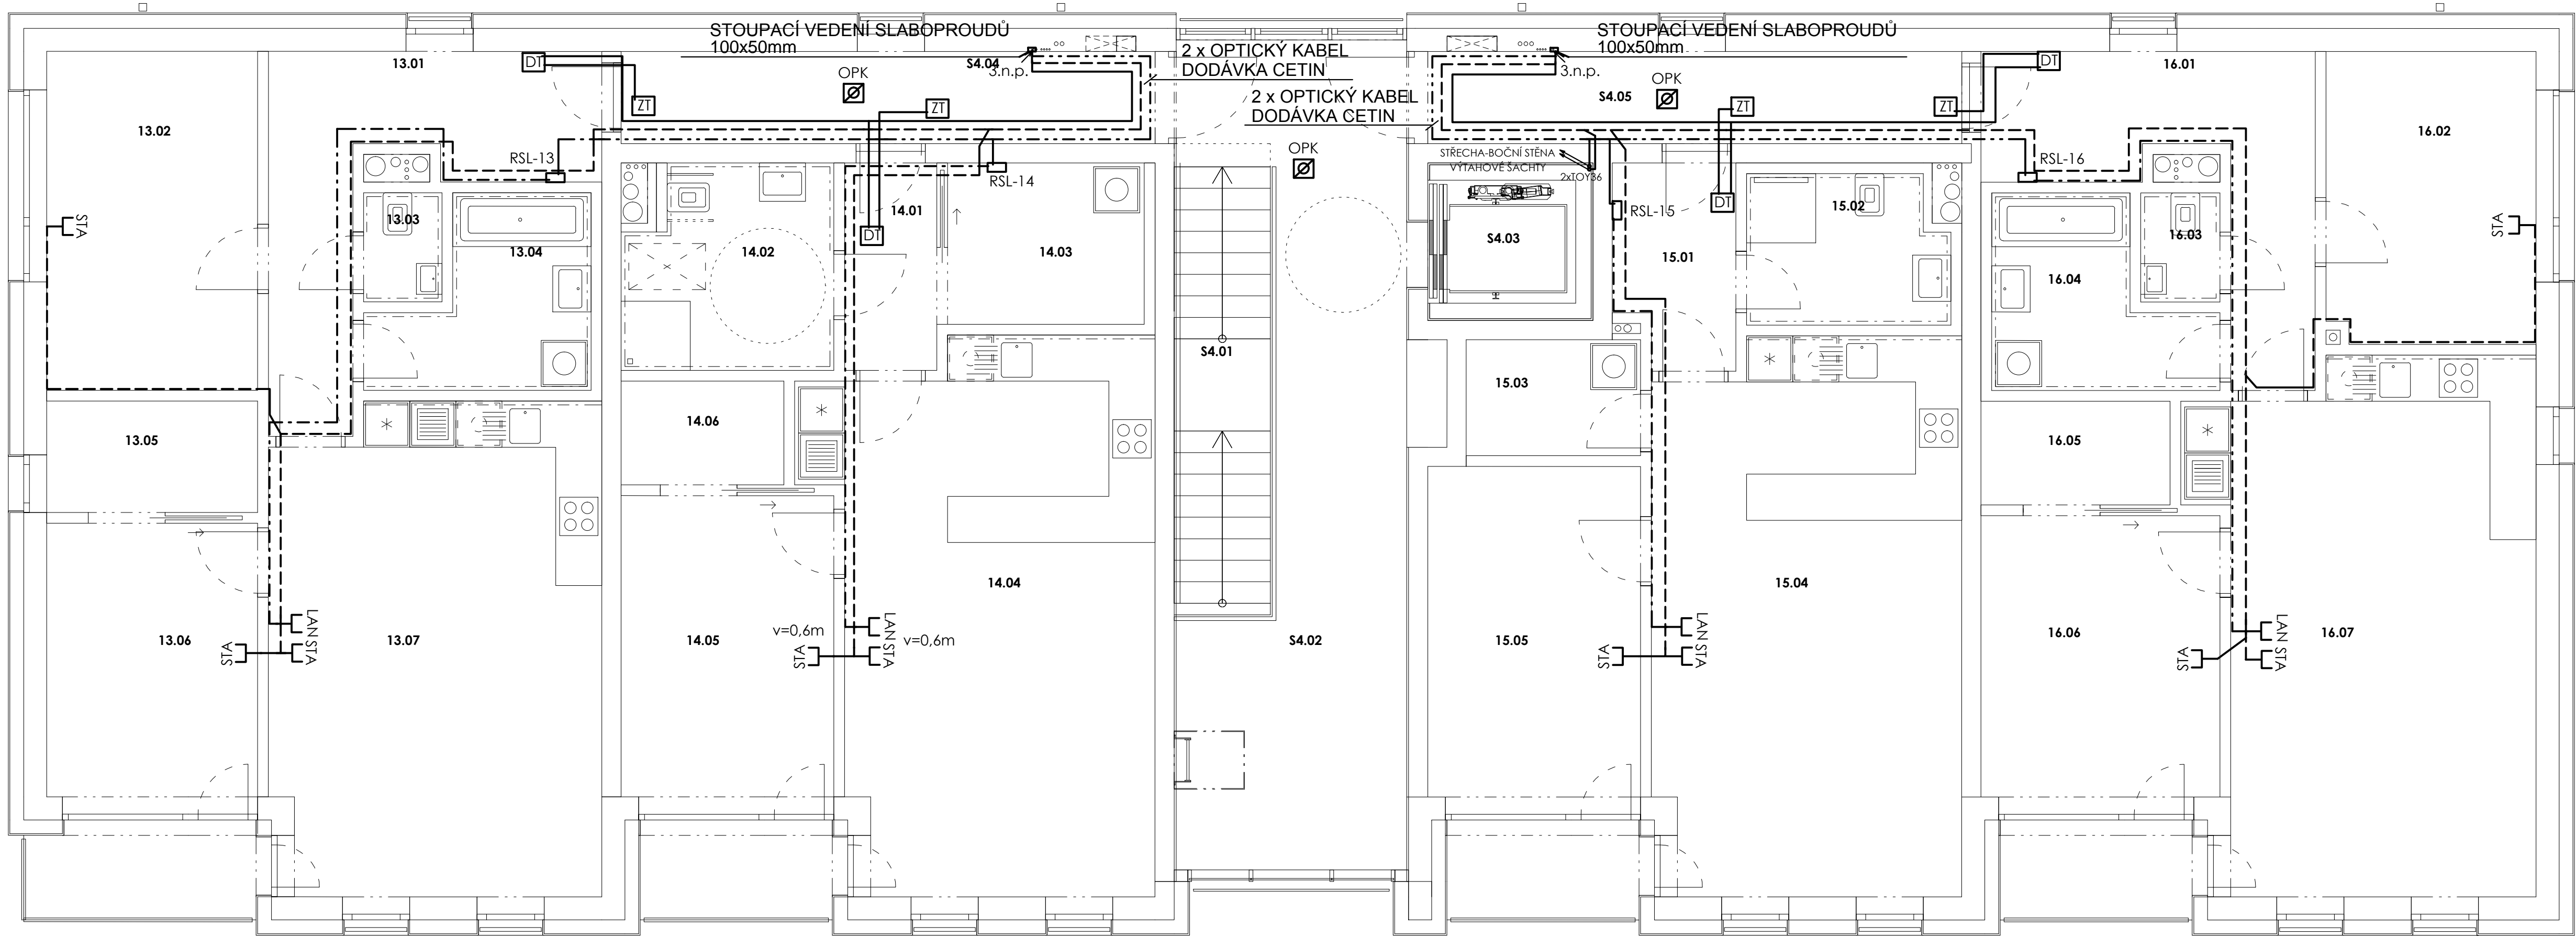 STOUPACÍ VEDENÍ SLABOPROUDŮ
100x50mm
STOUPACÍ VEDENÍ SLABOPROUDŮ
100x50mm
2 x OPTICKÝ KABEL
DODÁVKA CETIN
2 x OPTICKÝ KABEL
DODÁVKA CETIN
13.01
DT
S4.04
3.n.p.
3.n.p.
DT
16.01
OPK
ZT
ZT
OPK
S4.05
ZT
ZT
13.02
16.02
RSL-13
RSL-14
OPK
STŘECHA-BOČNÍ STĚNA
VÝTAHOVÉ ŠACHTY
2xTOY36
RSL-16
STA
13.03
13.04
14.01
DT
14.02
14.03
RSL-15
S4.03
DT
15.01
15.02
16.03
16.04
STA
S4.01
13.05
14.06
15.03
16.05
13.06
STA
LAN
STA
13.07
14.05
v=0,6m
STA
LAN
STA
v=0,6m
14.04
S4.02
15.05
STA
LAN
STA
15.04
16.06
STA
LAN
STA
16.07